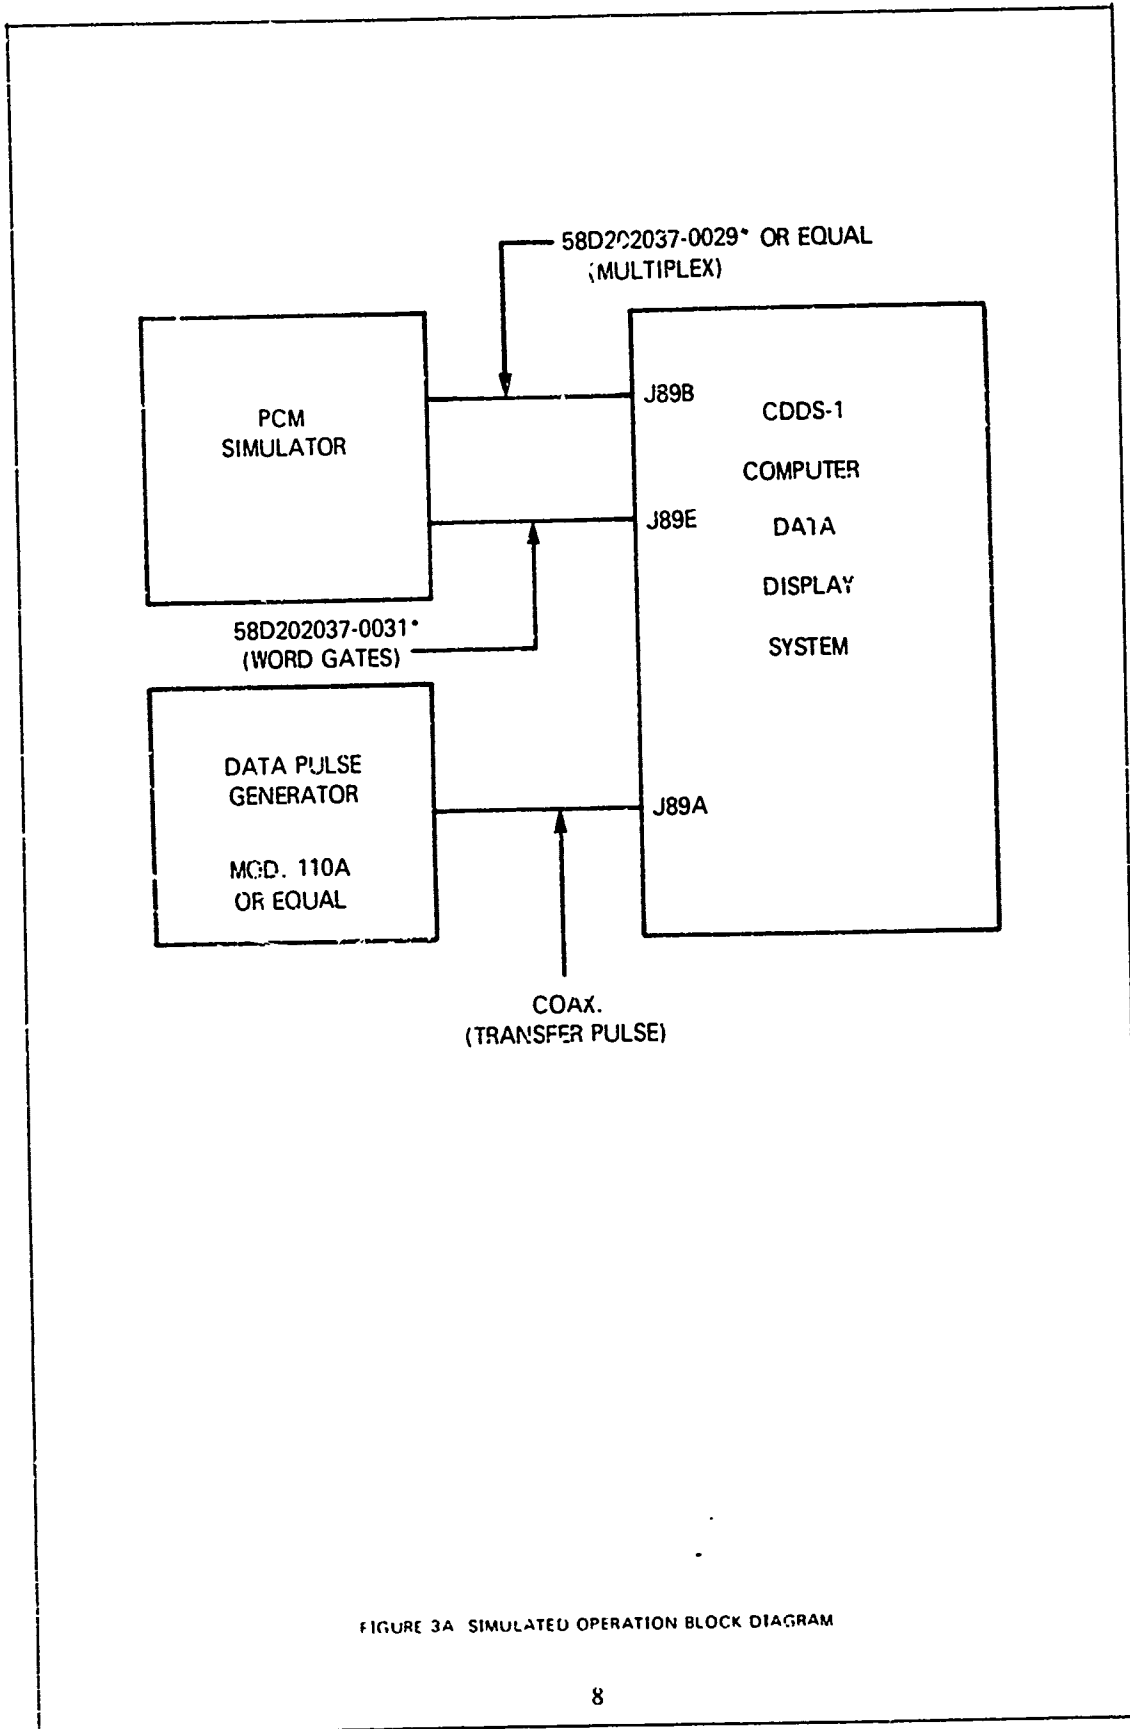 58D202037-0029* OR EQUAL
(MULTIPLEX)
PCM
SIMULATOR
J89B
J89E
CDDS-1
COMPUTER
DATA
DISPLAY
SYSTEM
58D202037-0031*
(WORD GATES)
DATA PULSE
GENERATOR
MOD. 110A
OR EQUAL
J89A
COAX.
(TRANSFER PULSE)
FIGURE 3A SIMULATED OPERATION BLOCK DIAGRAM
8